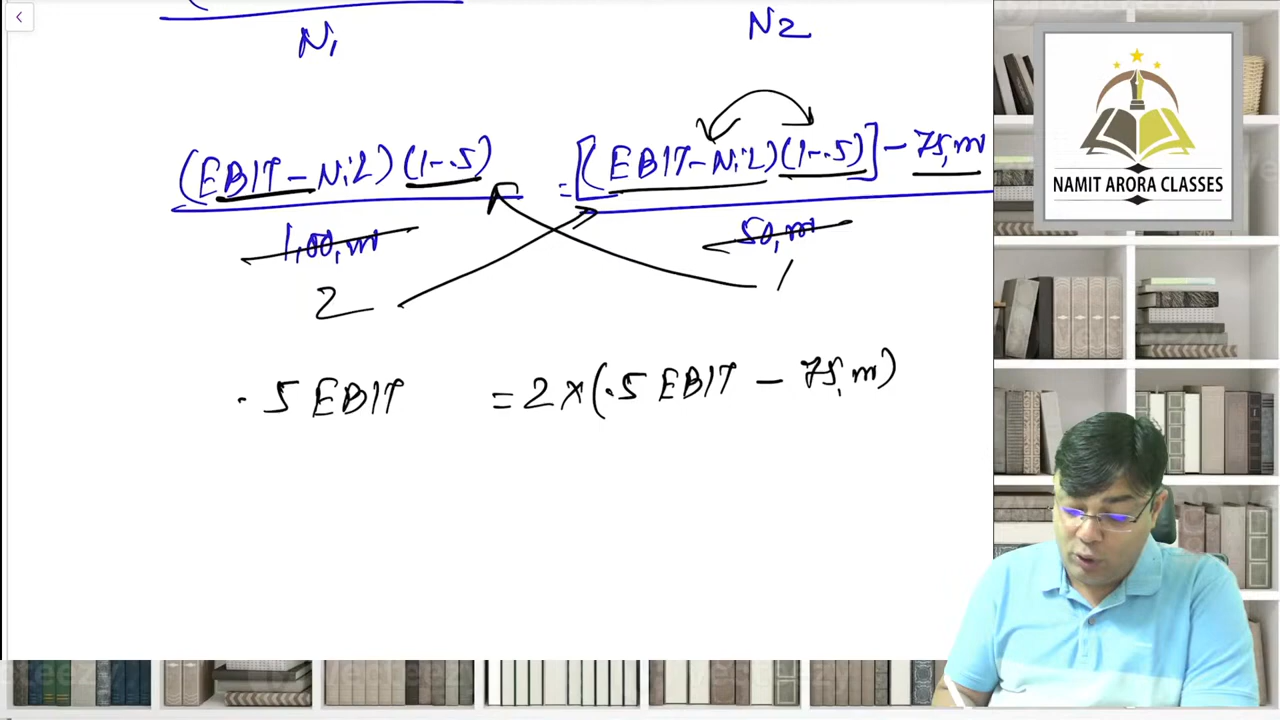 N1 N2
(EBIT - NiL) (1-.5) = [(EBIT - NiL) (1-.5)] - 75,m
1,00,m 50,m
2 1
.5 EBIT = 2 x (.5 EBIT - 75,m)
NAMIT ARORA CLASSES